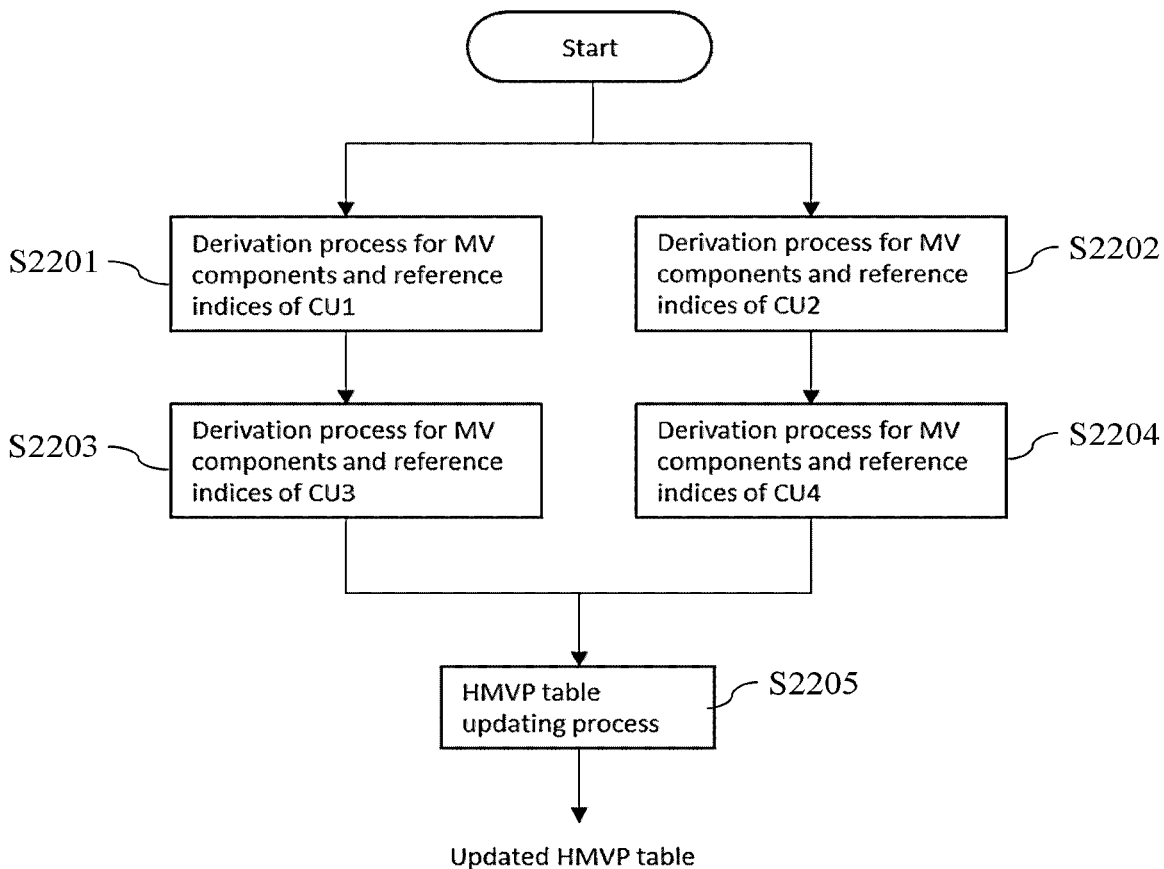 Start
S2201
Derivation process for MV
components and reference
indices of CU1
Derivation process for MV
components and reference
indices of CU2
S2202
S2203
Derivation process for MV
components and reference
indices of CU3
Derivation process for MV
components and reference
indices of CU4
S2204
HMVP table
updating process
S2205
Updated HMVP table